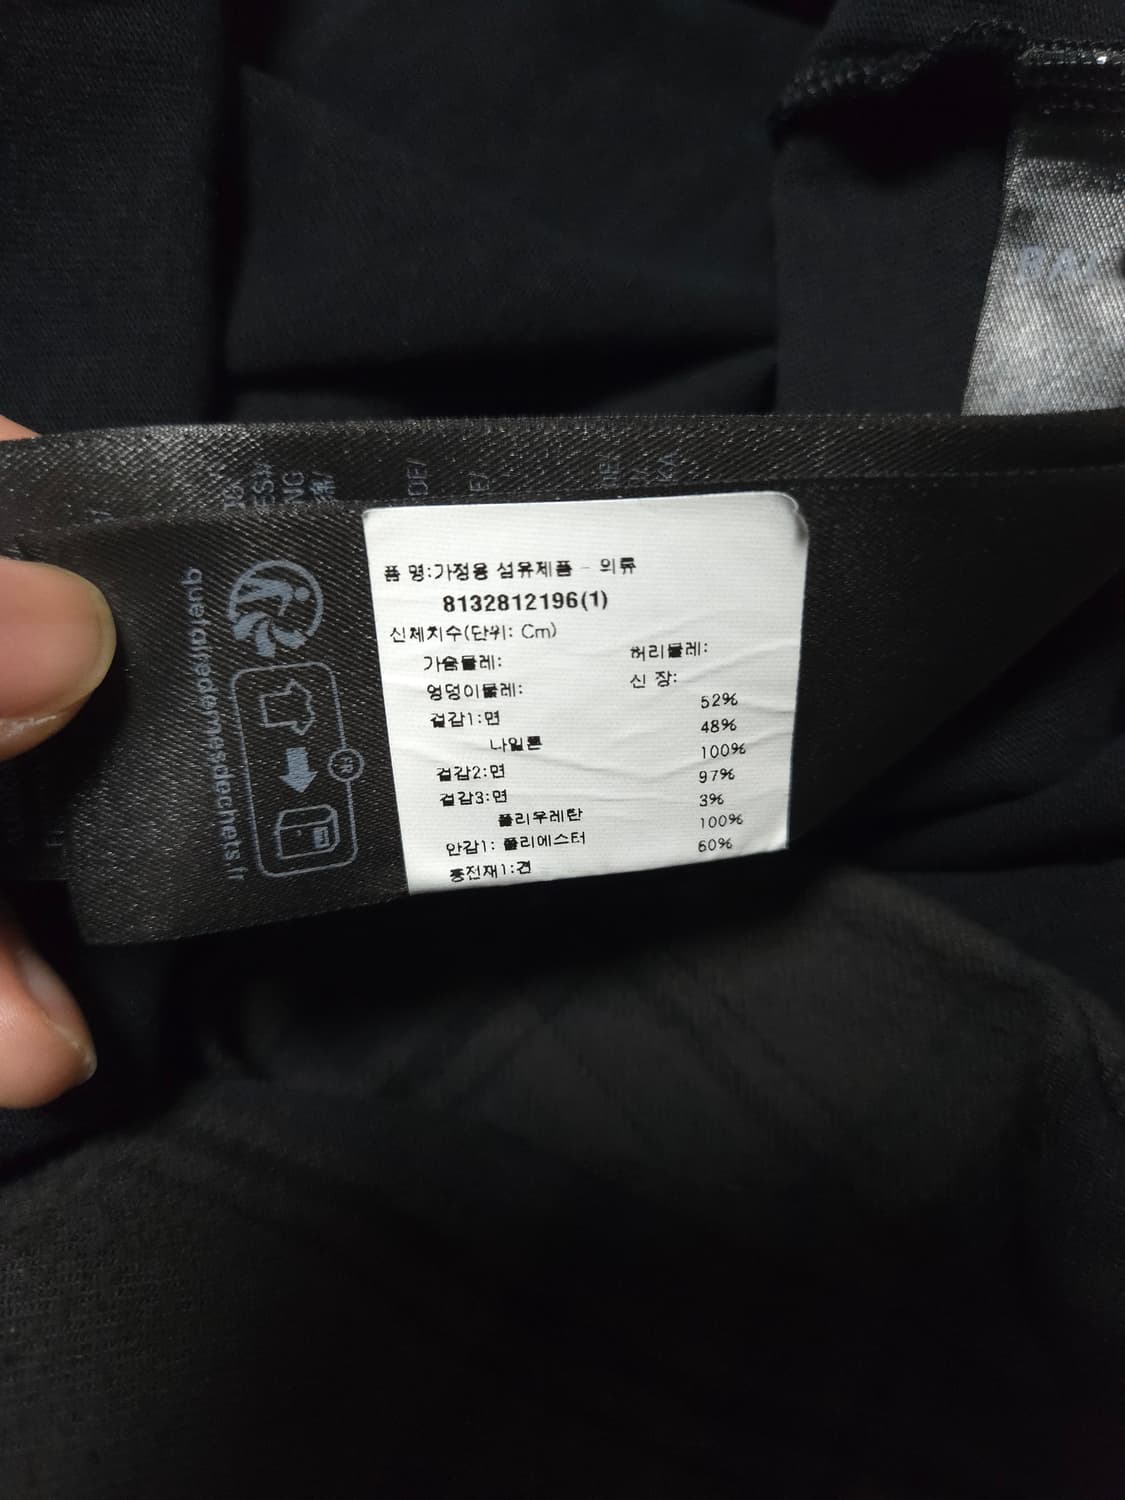 BAL
DE/
E/
KA
quefairedemesdechets.fr
FR
품 명:가정용 섬유제품 - 의류
8132812196(1)
신체치수(단위: Cm)
가슴둘레: 허리둘레:
엉덩이둘레: 신 장:
겉감1:면 52%
나일론 48%
겉감2:면 100%
겉감3:면 97%
폴리우레탄 3%
안감1: 폴리에스터 100%
충전재1:견 60%